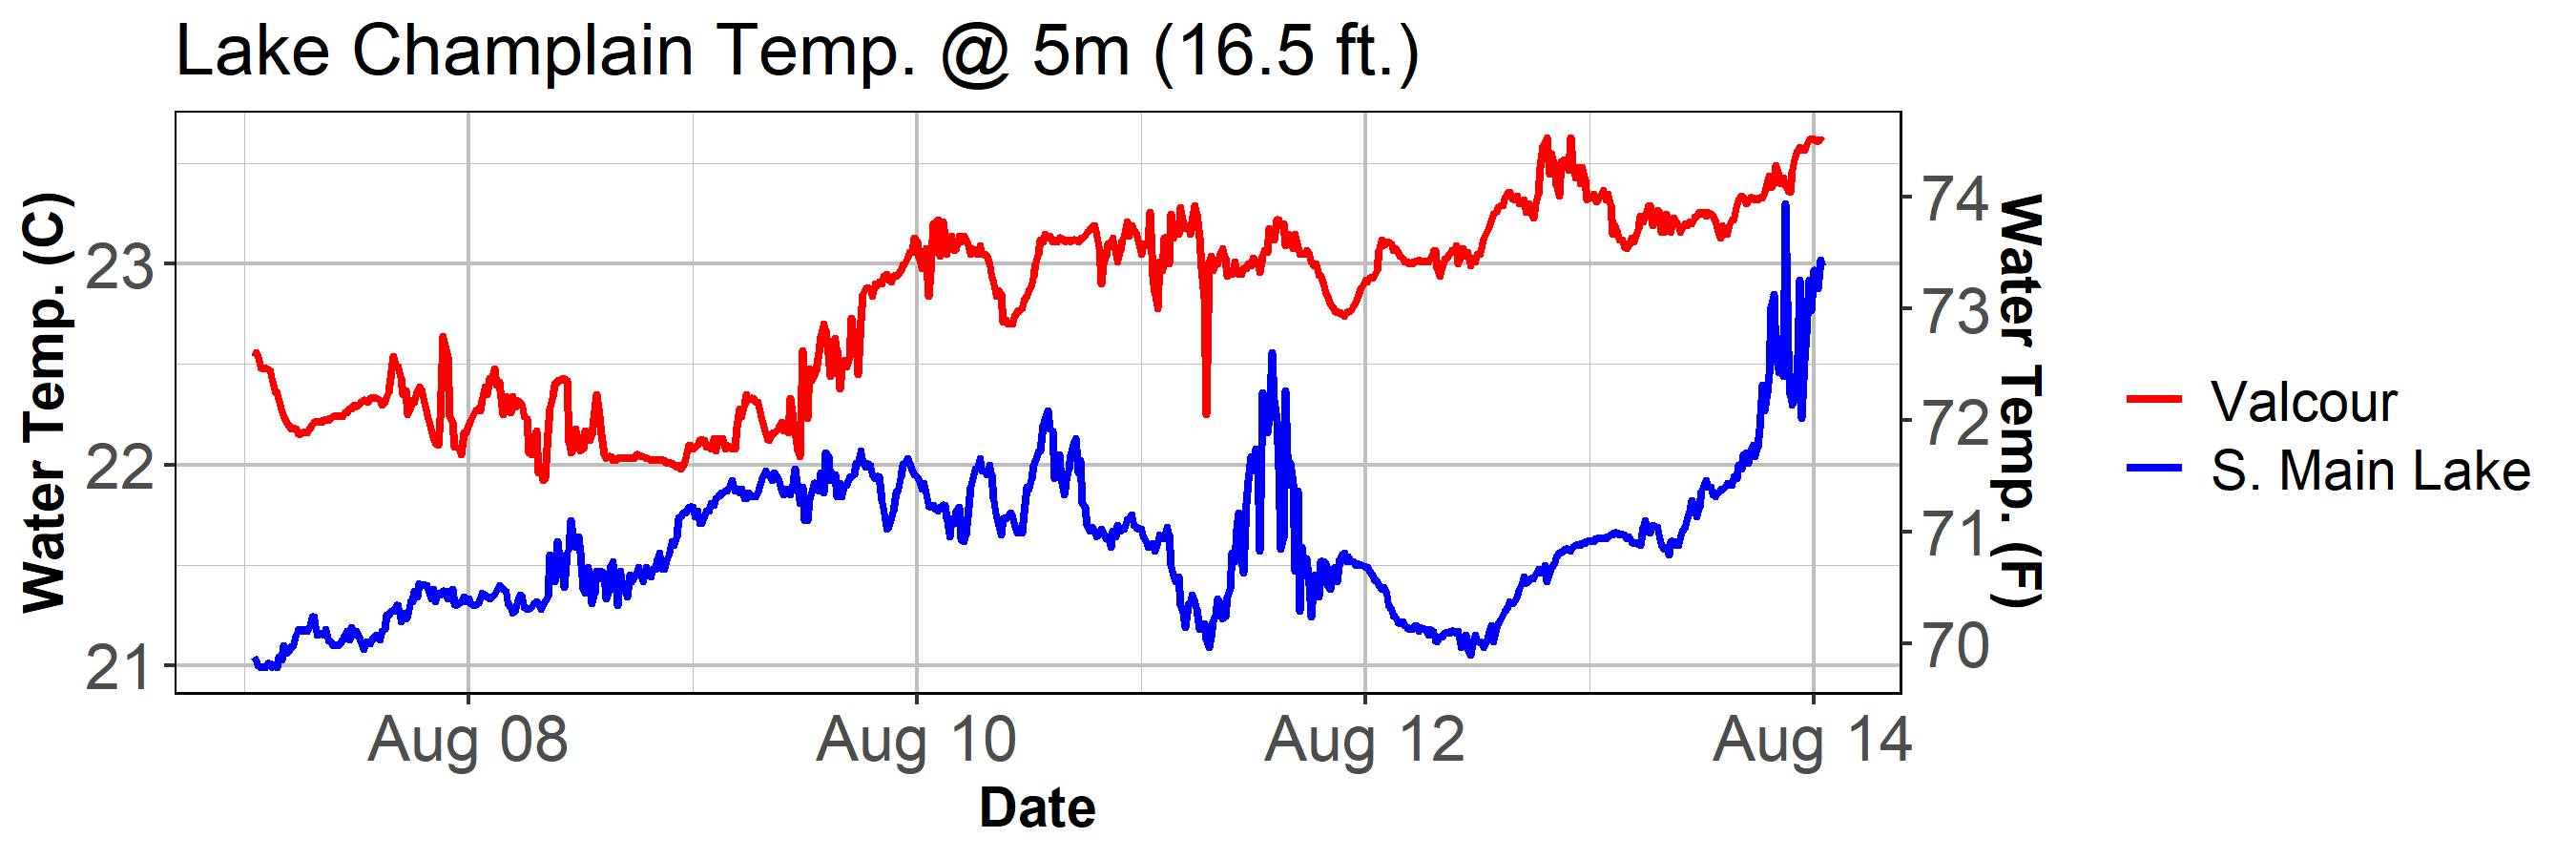 Lake Champlain Temp. @ 5m (16.5 ft.)
Water Temp. (C)
23
22
21
74
73
72
71
70
Water Temp. (F)
Aug 08
Aug 10
Aug 12
Aug 14
Date
Valcour
S. Main Lake